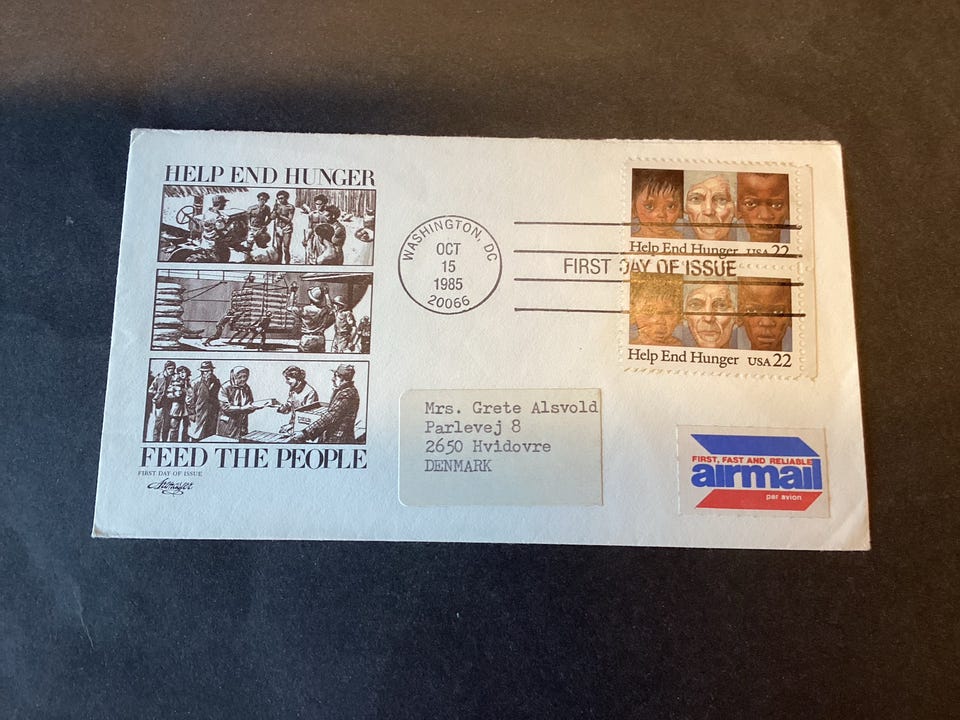 HELP END HUNGER
FEED THE PEOPLE
FIRST DAY OF ISSUE
WASHINGTON, DC
OCT
15
1985
20066
FIRST DAY OF ISSUE
Help End Hunger USA 22
Help End Hunger USA 22
Mrs. Grete Alsvold
Parlevej 8
2650 Hvidovre
DENMARK
FIRST, FAST AND RELIABLE
airmail
par avion